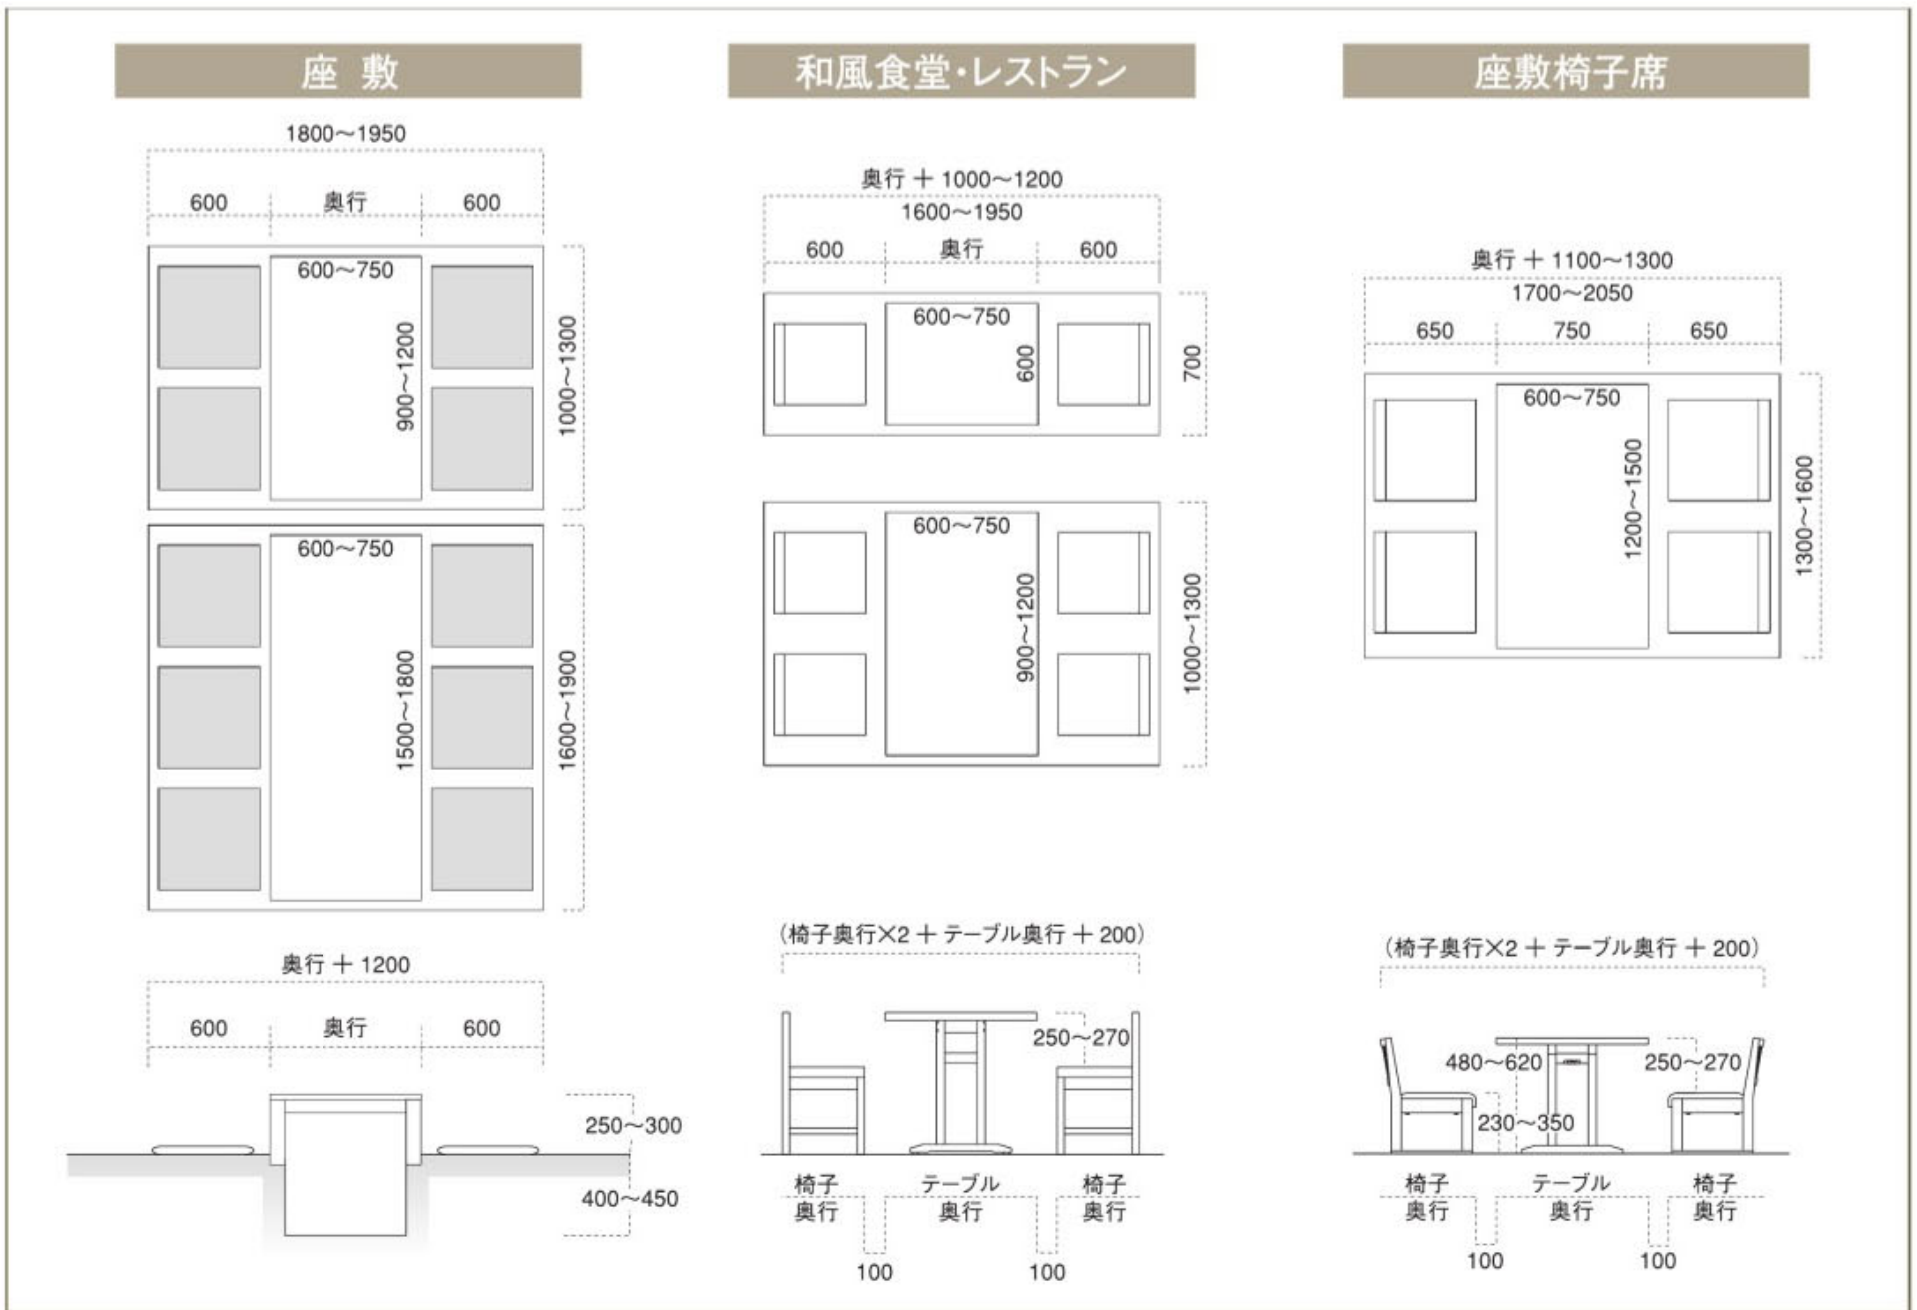 座敷
1800〜1950
600
奥行
600
600〜750
900〜1200
1000〜1300
600〜750
1500〜1800
1600〜1900
奥行 + 1200
600
奥行
600
250〜300
400〜450
和風食堂・レストラン
奥行 + 1000〜1200
1600〜1950
600
奥行
600
600〜750
600
700
600〜750
900〜1200
1000〜1300
(椅子奥行×2 + テーブル奥行 + 200)
250〜270
椅子
奥行
テーブル
奥行
椅子
奥行
100
100
座敷椅子席
奥行 + 1100〜1300
1700〜2050
650
750
650
600〜750
1200〜1500
1300〜1600
(椅子奥行×2 + テーブル奥行 + 200)
480〜620
250〜270
230〜350
椅子
奥行
テーブル
奥行
椅子
奥行
100
100